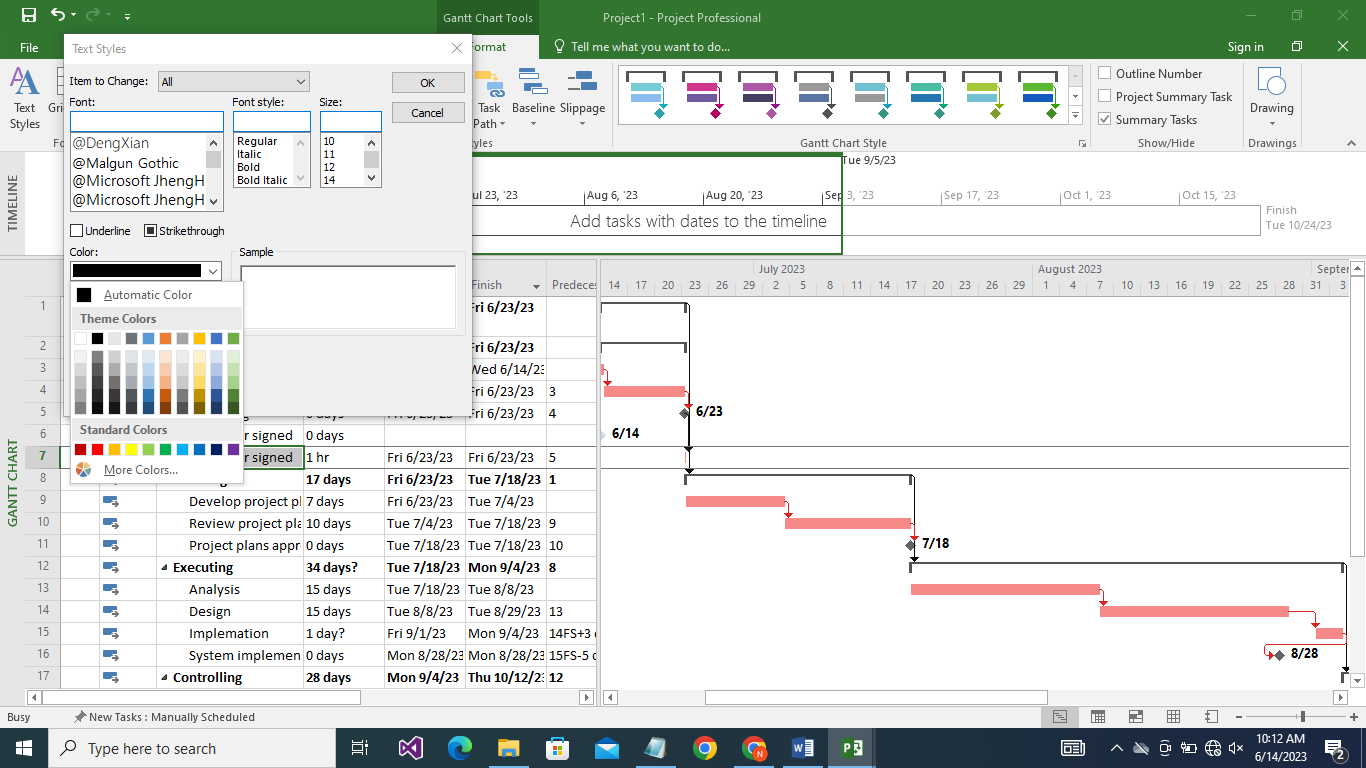 Gantt Chart Tools
Project1 - Project Professional
File
Format
Tell me what you want to do...
Sign in
Text Styles
Item to Change: All
OK
Cancel
Font:
Font style:
Size:
@DengXian
@Malgun Gothic
@Microsoft JhengH
@Microsoft JhengH
Regular
Italic
Bold
Bold Italic
10
11
12
14
Underline
Strikethrough
Color:
Sample
Automatic Color
Theme Colors
Standard Colors
More Colors...
Text
Styles
Task
Path
Baseline
Slippage
Gantt Chart Style
Outline Number
Project Summary Task
Summary Tasks
Show/Hide
Drawing
Drawings
TIMELINE
Tue 9/5/23
Jul 23, '23
Aug 6, '23
Aug 20, '23
Sep 3, '23
Sep 17, '23
Oct 1, '23
Oct 15, '23
Add tasks with dates to the timeline
Finish
Tue 10/24/23
GANTT CHART
Finish
Predeces
July 2023
August 2023
Septer
14 17 20 23 26 29 2 5 8 11 14 17 20 23 26 29 1 4 7 10 13 16 19 22 25 28 31 3
1 Fri 6/23/23
2 Fri 6/23/23
3 Wed 6/14/23
4 Fri 6/23/23 3
5 Fri 6/23/23 4
6/23
6 signed 0 days
6/14
7 signed 1 hr Fri 6/23/23 Fri 6/23/23 5
8 17 days Fri 6/23/23 Tue 7/18/23 1
9 Develop project pl 7 days Fri 6/23/23 Tue 7/4/23
10 Review project pla 10 days Tue 7/4/23 Tue 7/18/23 9
11 Project plans appr 0 days Tue 7/18/23 Tue 7/18/23 10
7/18
12 Executing 34 days? Tue 7/18/23 Mon 9/4/23 8
13 Analysis 15 days Tue 7/18/23 Tue 8/8/23
14 Design 15 days Tue 8/8/23 Tue 8/29/23 13
15 Implemation 1 day? Fri 9/1/23 Mon 9/4/23 14FS+3
16 System implemen 0 days Mon 8/28/23 Mon 8/28/23 15FS-5
8/28
17 Controlling 28 days Mon 9/4/23 Thu 10/12/23 12
Busy
New Tasks : Manually Scheduled
Type here to search
10:12 AM
6/14/2023
2